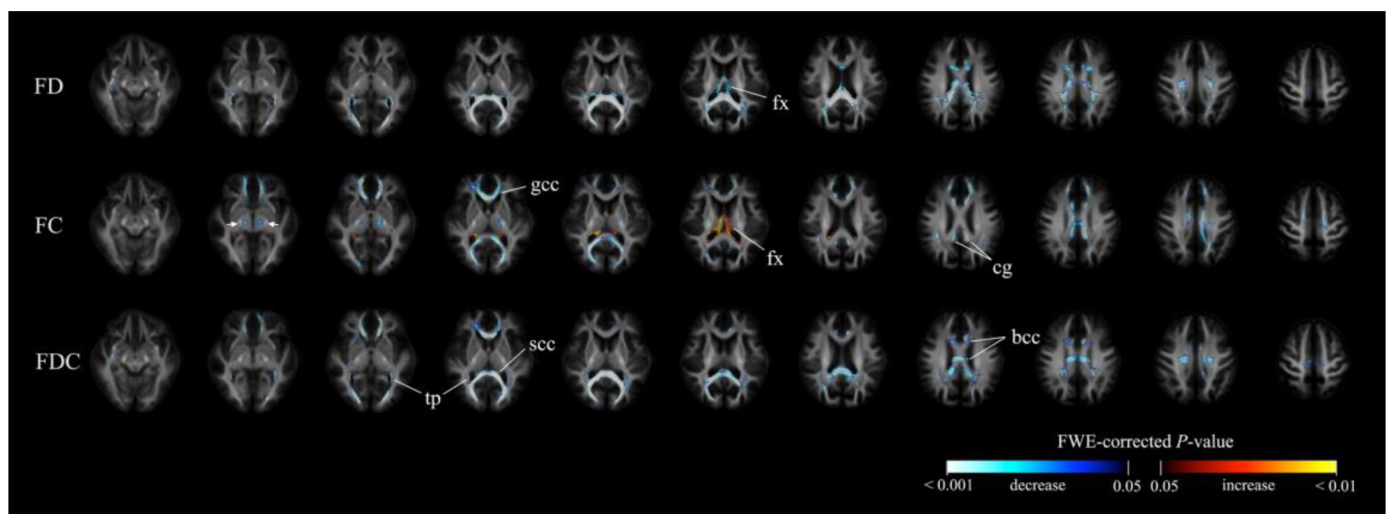 FD
fx
FC
gcc
fx
cg
FDC
tp
scc
bcc
FWE-corrected P-value
< 0.001 decrease 0.05 0.05 increase < 0.01